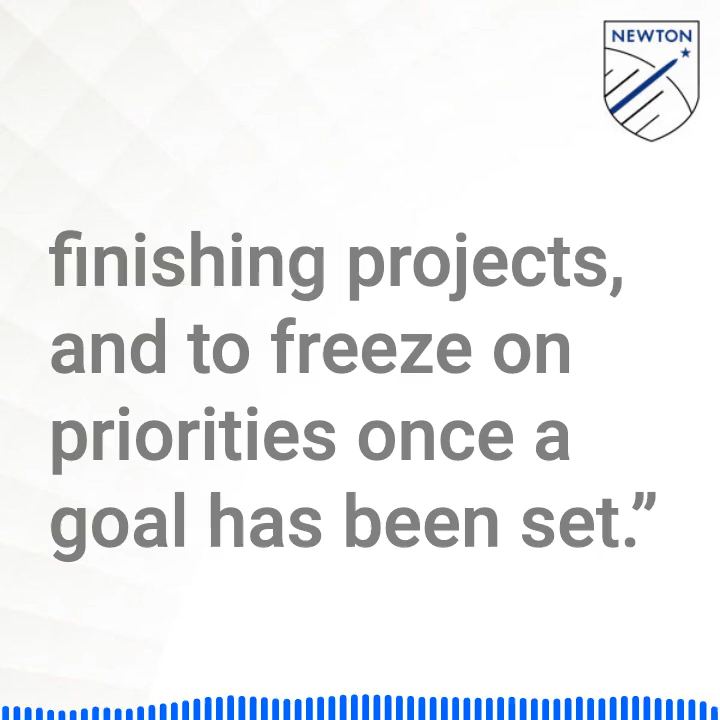 NEWTON
finishing projects,
and to freeze on
priorities once a
goal has been set.”